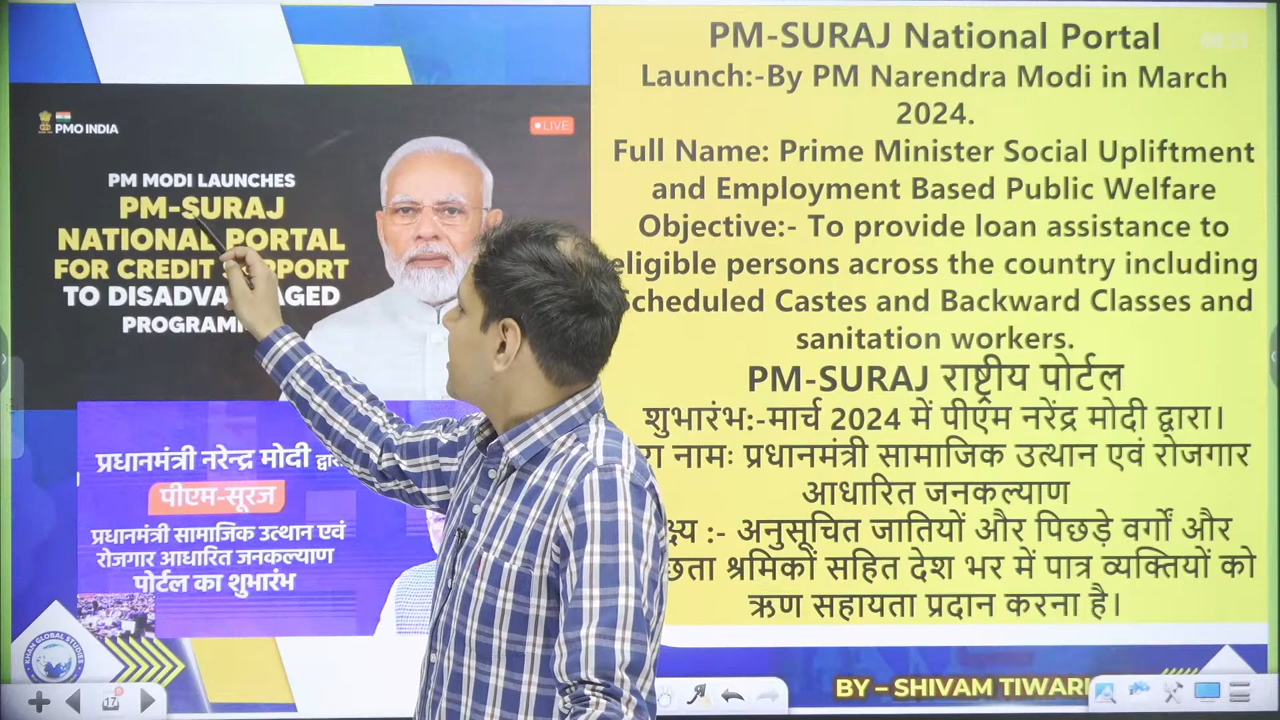 PMO INDIA
LIVE
PM MODI LAUNCHES
PM-SURAJ
NATIONAL PORTAL
FOR CREDIT
TO
PM-SURAJ National Portal
Launch:-By PM Narendra Modi in March
2024.
Full Name: Prime Minister Social Upliftment
and Employment Based Public Welfare
Objective:- To provide loan assistance to
eligible persons across the country including
Scheduled Castes and Backward Classes and
sanitation workers.
PM-SURAJ राष्ट्रीय पोर्टल
शुभारंभ:-मार्च 2024 में पीएम नरेंद्र मोदी द्वारा।
नामः प्रधानमंत्री सामाजिक उत्थान एवं रोजगार
आधारित जनकल्याण
:- अनुसूचित जातियों और पिछड़े वर्गों और
श्रमिकों सहित देश भर में पात्र व्यक्तियों को
ऋण सहायता प्रदान करना है।
प्रधानमंत्री नरेन्द्र मोदी
पीएम-सूरज
प्रधानमंत्री सामाजिक उत्थान एवं
रोजगार आधारित जनकल्याण
पोर्टल का शुभारंभ
KHAN GLOBAL STUDIES
17
BY – SHIVAM TIWARI